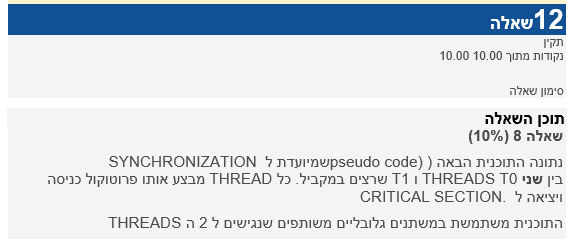 שאלה 12
תקין
נקודות מתוך 10.00 10.00
סימון שאלה
תוכן השאלה
שאלה 8 (10%)
נתונה התוכנית הבאה ( (pseudo codeשמיועדת ל SYNCHRONIZATION
בין שני THREADS T0 ו T1 שרצים במקביל. כל THREAD מבצע אותו פרוטוקול כניסה
ויציאה ל .CRITICAL SECTION
התוכנית משתמשת במשתנים גלובליים משותפים שנגישים ל 2 ה THREADS